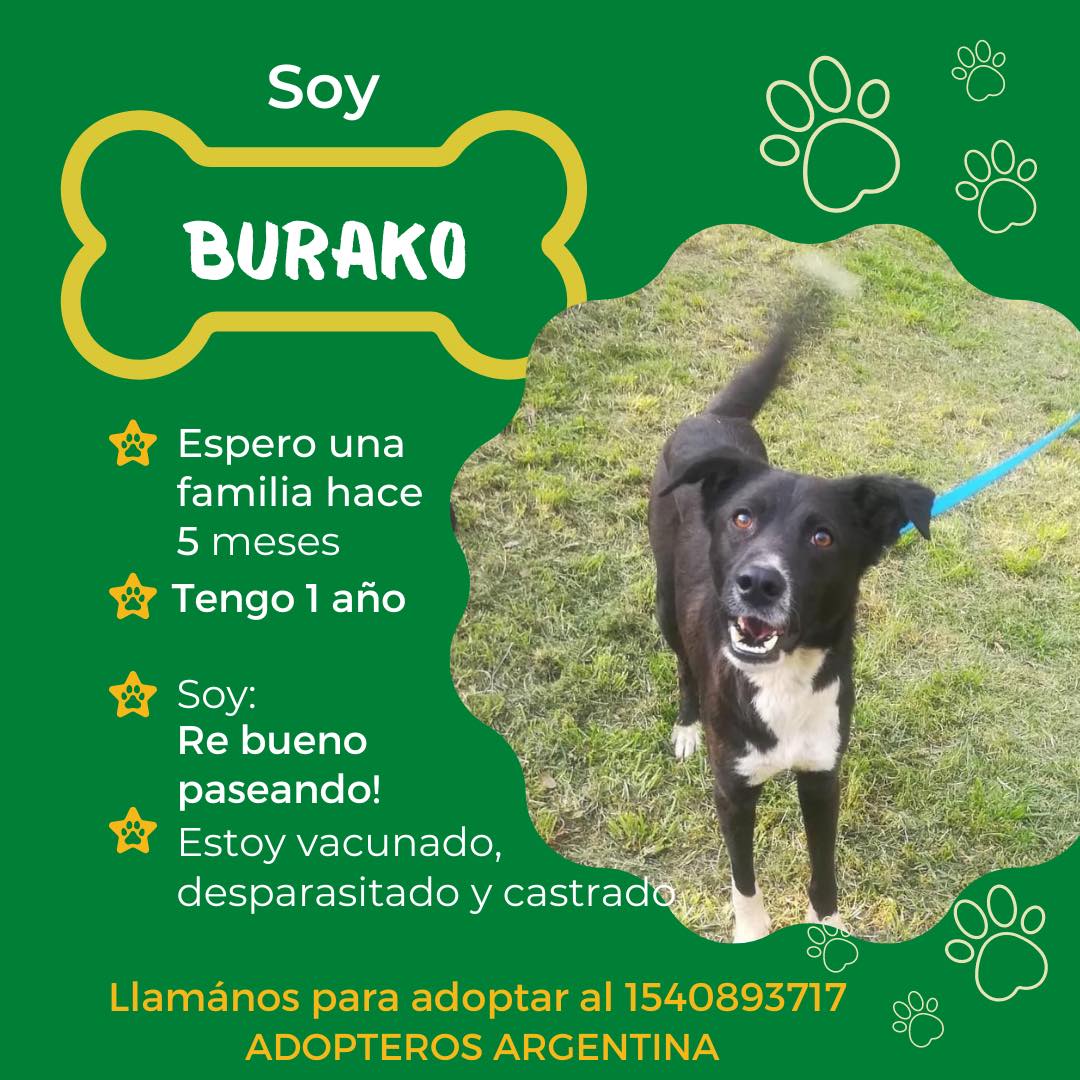 Soy
BURAKO
Espero una
familia hace
5 meses
Tengo 1 año
Soy:
Re bueno
paseando!
Estoy vacunado,
desparasitado y castrado
Llamános para adoptar al 1540893717
ADOPTEROS ARGENTINA